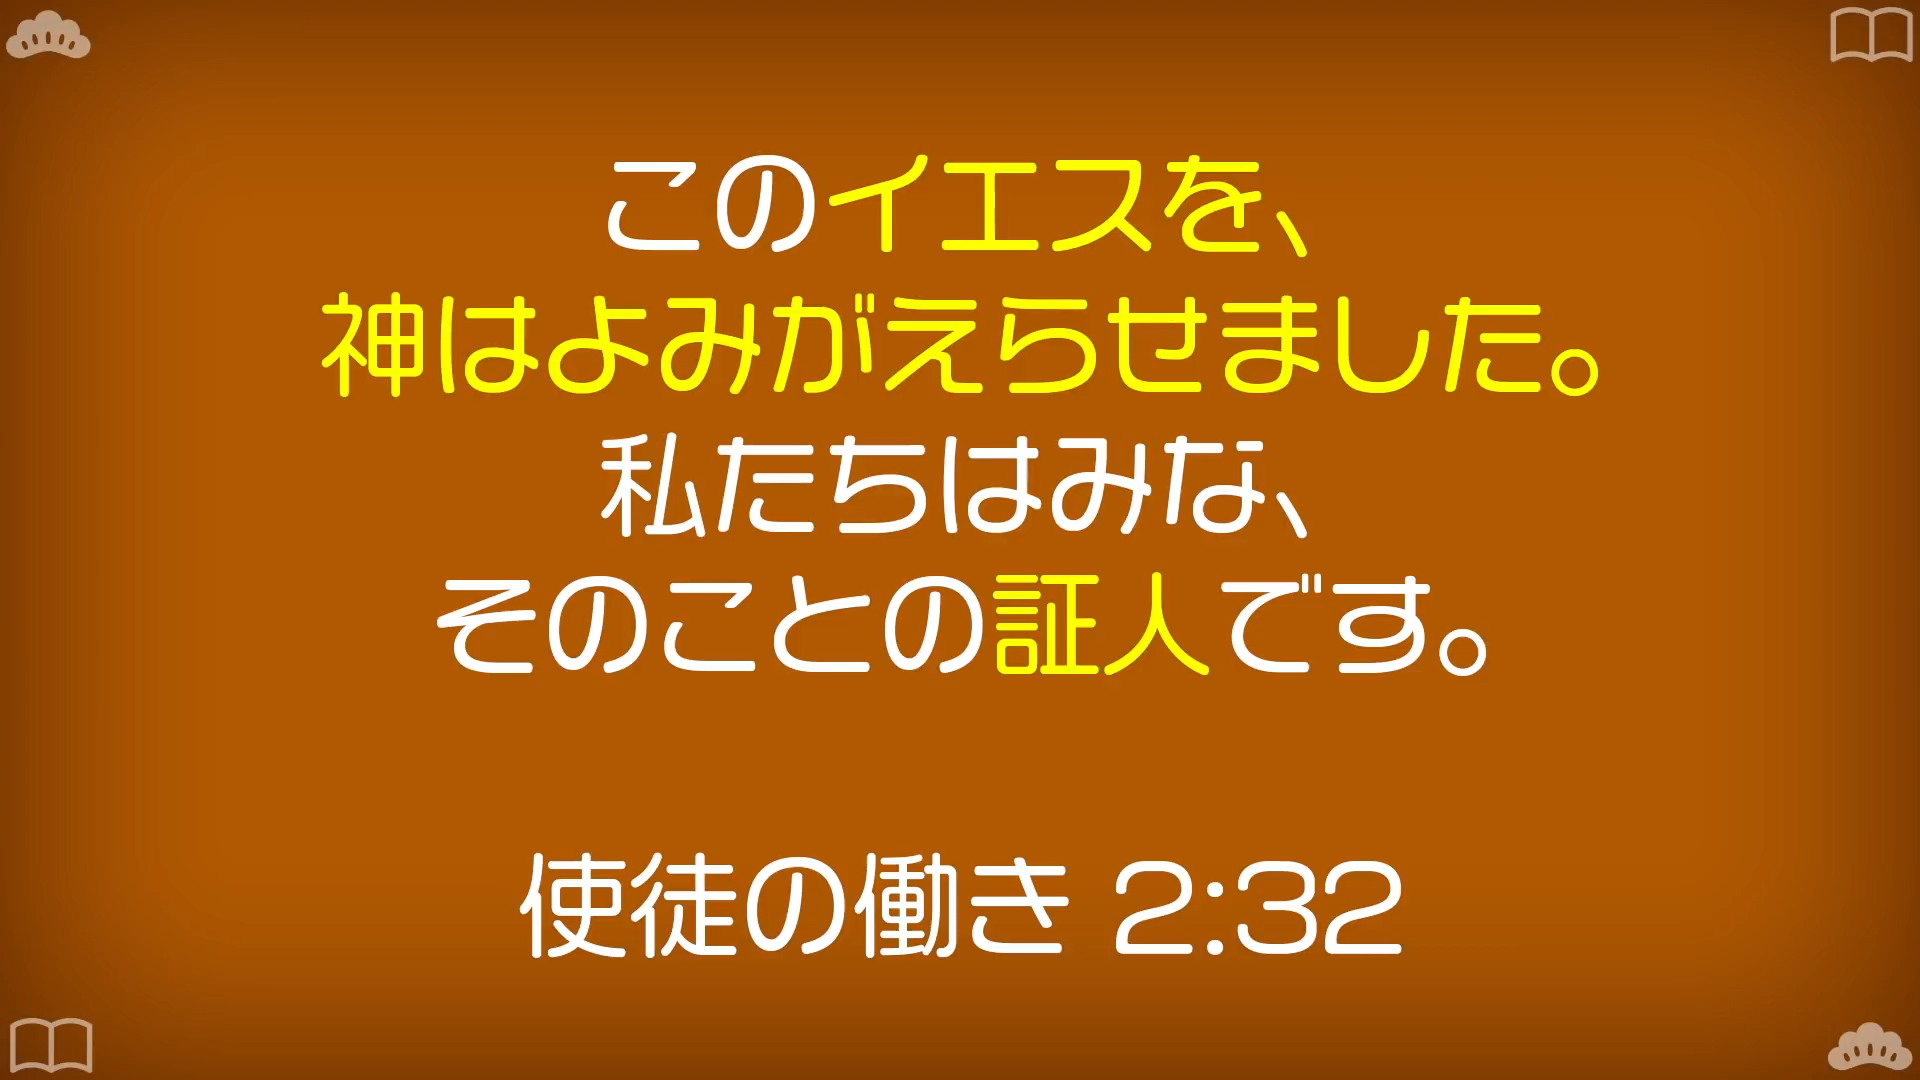 このイエスを、
神はよみがえらせました。
私たちはみな、
そのことの証人です。
使徒の働き 2:32